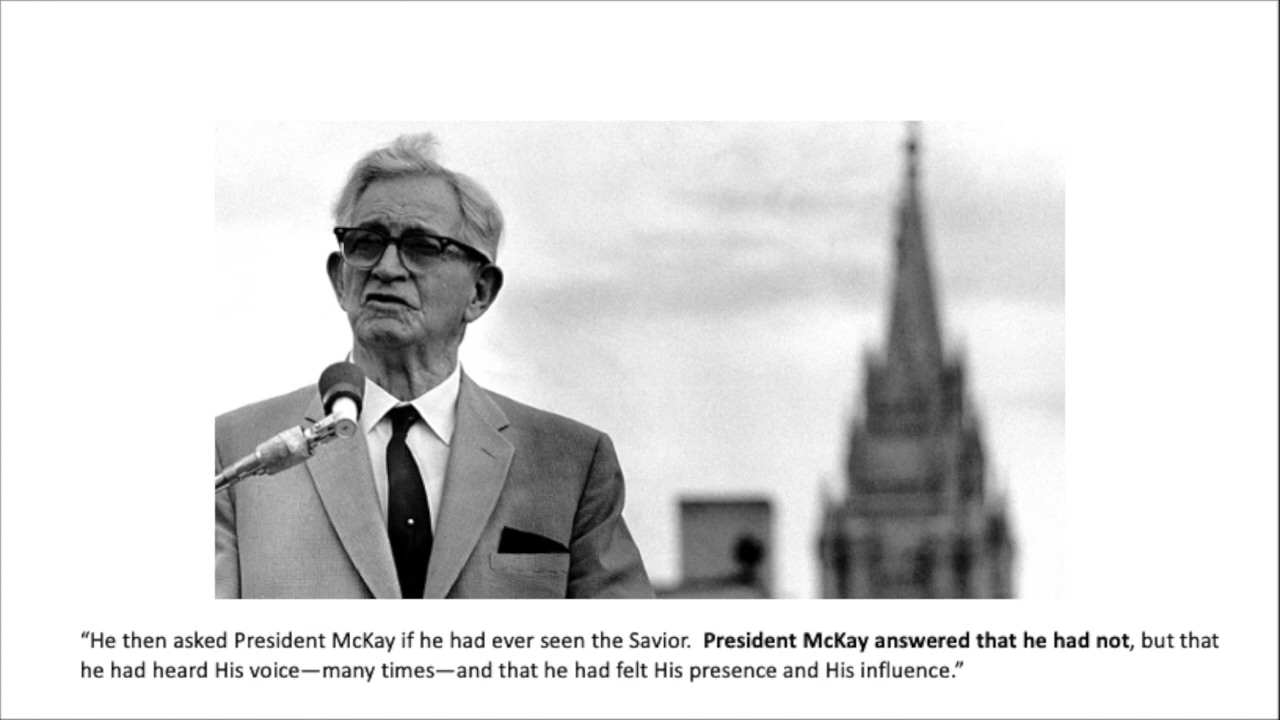 “He then asked President McKay if he had ever seen the Savior.  President McKay answered that he had not, but that
he had heard His voice—many times—and that he had felt His presence and His influence.”